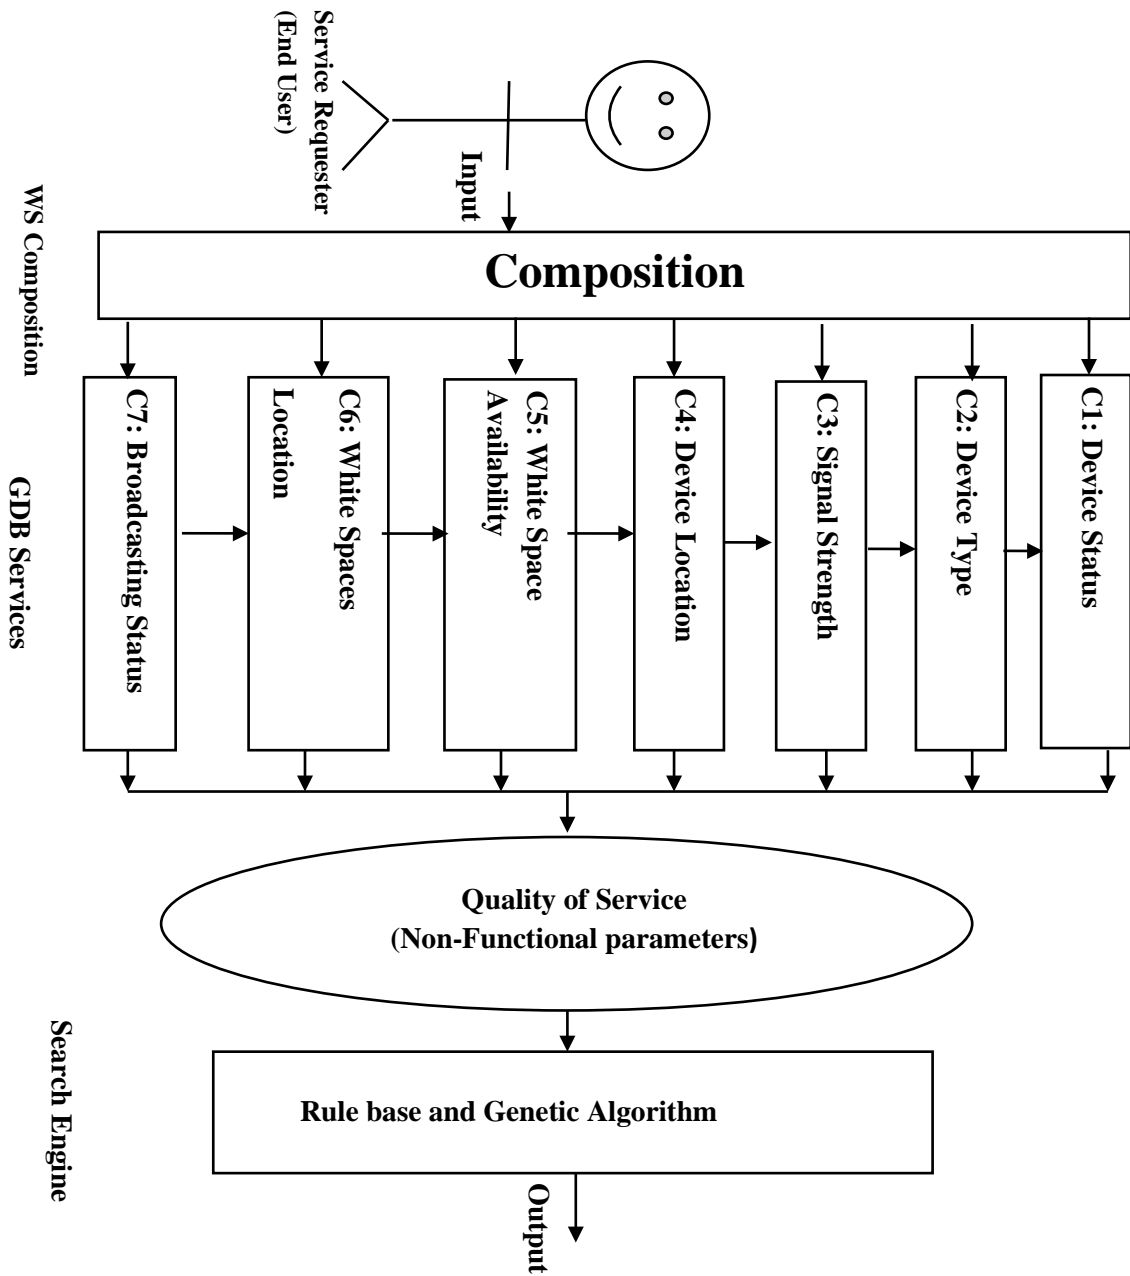 Service Requester
(End User)
Input
WS Composition
Composition
C7: Broadcasting Status
C6: White Spaces
Location
C5: White Space
Availability
C4: Device Location
C3: Signal Strength
C2: Device Type
C1: Device Status
GDB Services
Quality of Service
(Non-Functional parameters)
Search Engine
Rule base and Genetic Algorithm
Output